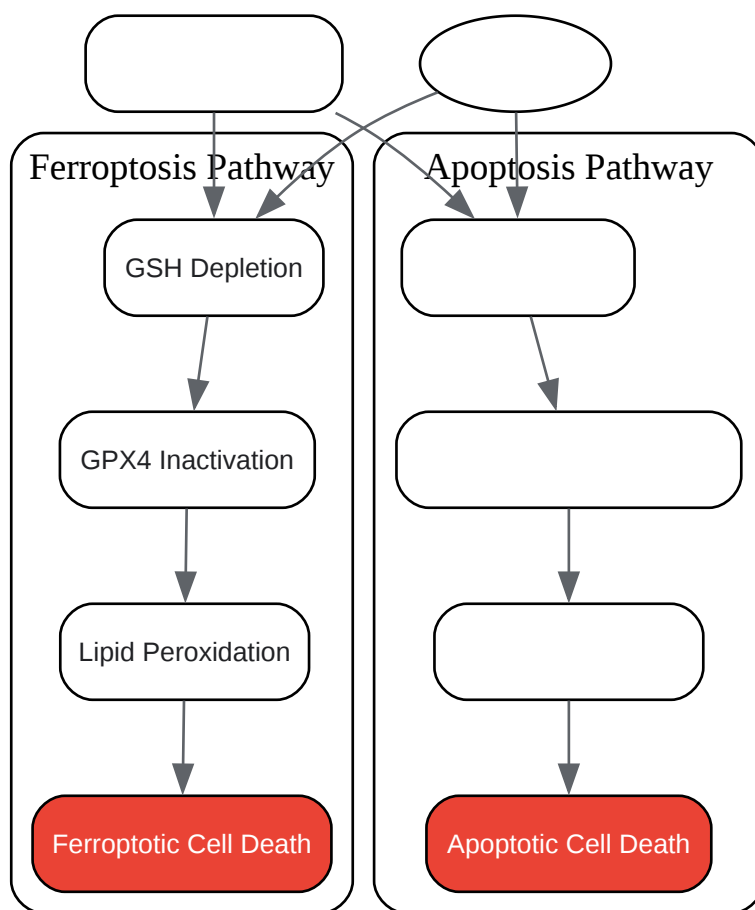 Ferroptosis Pathway
Apoptosis Pathway
GSH Depletion
GPX4 Inactivation
Lipid Peroxidation
Ferroptotic Cell Death
Apoptotic Cell Death